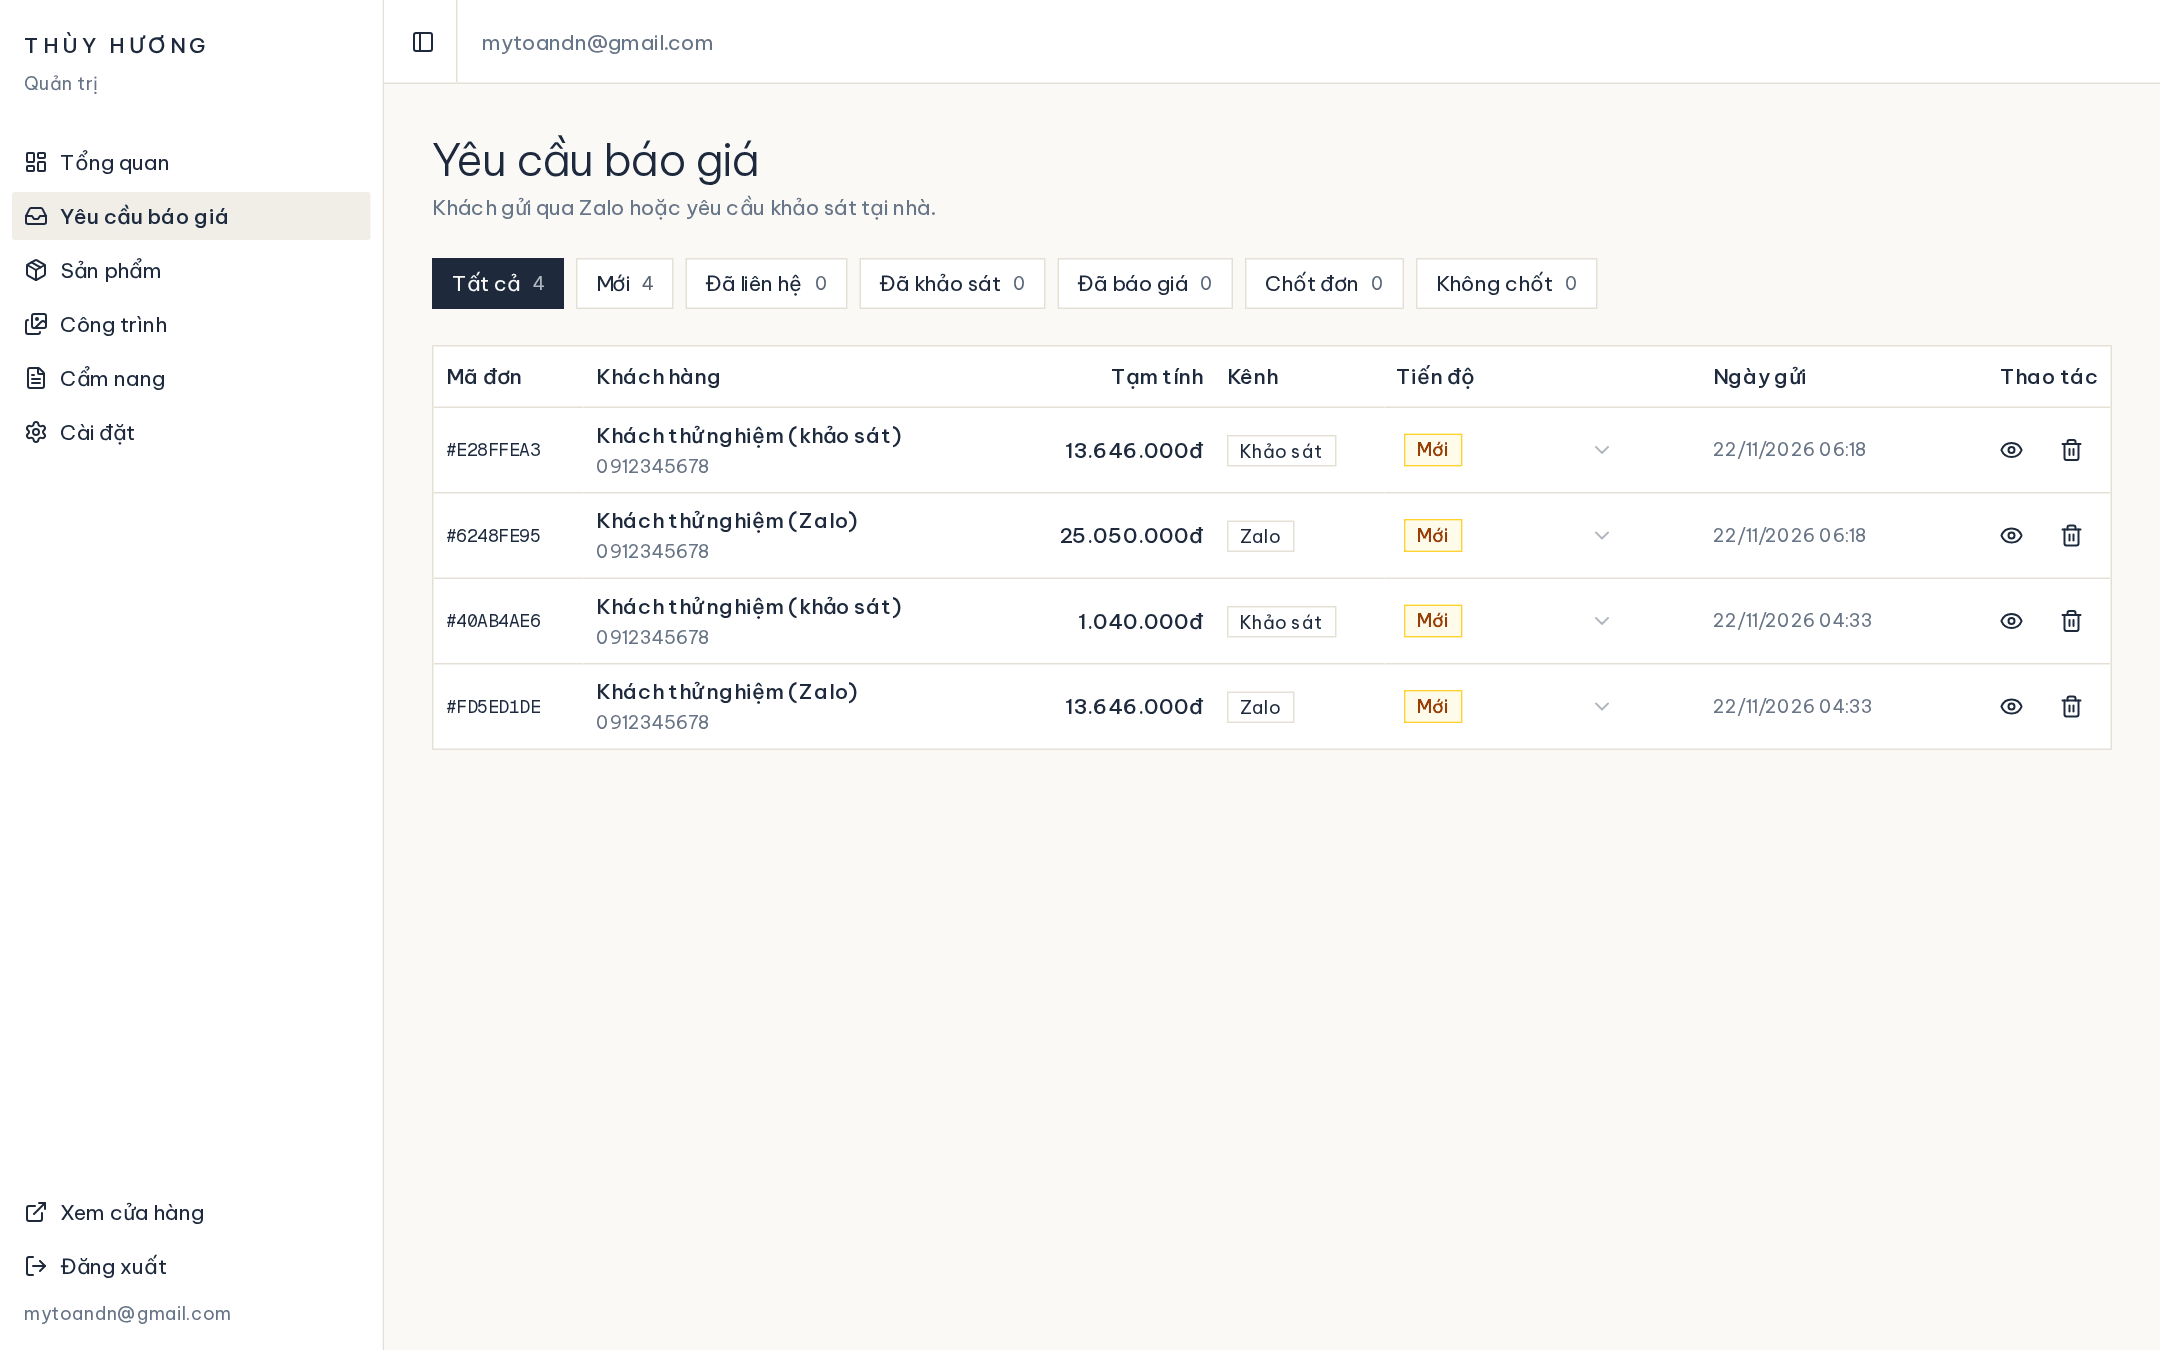 THÙY HƯƠNG
Quản trị
Tổng quan
Yêu cầu báo giá
Sản phẩm
Công trình
Cẩm nang
Cài đặt
Xem cửa hàng
Đăng xuất
mytoandn@gmail.com
mytoandn@gmail.com
Yêu cầu báo giá
Khách gửi qua Zalo hoặc yêu cầu khảo sát tại nhà.
Tất cả 4 Mới 4 Đã liên hệ 0 Đã khảo sát 0 Đã báo giá 0 Chốt đơn 0 Không chốt 0
Mã đơn Khách hàng Tạm tính Kênh Tiến độ Ngày gửi Thao tác
#E28FFEA3 Khách thử nghiệm (khảo sát) 13.646.000đ Khảo sát Mới 22/11/2026 06:18
0912345678
#6248FE95 Khách thử nghiệm (Zalo) 25.050.000đ Zalo Mới 22/11/2026 06:18
0912345678
#40AB4AE6 Khách thử nghiệm (khảo sát) 1.040.000đ Khảo sát Mới 22/11/2026 04:33
0912345678
#FD5ED1DE Khách thử nghiệm (Zalo) 13.646.000đ Zalo Mới 22/11/2026 04:33
0912345678